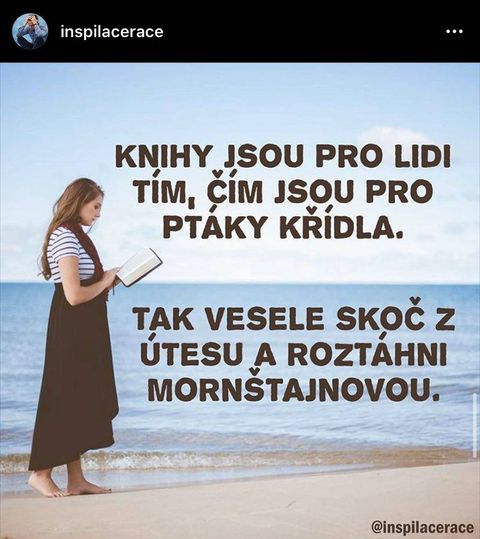 inspilacerace
KNIHY JSOU PRO LIDI
TÍM, ČÍM JSOU PRO
PTÁKY KŘÍDLA.
TAK VESELE SKOČ Z
ÚTESU A ROZTÁHNI
MORNŠTAJNOVOU.
@inspilacerace